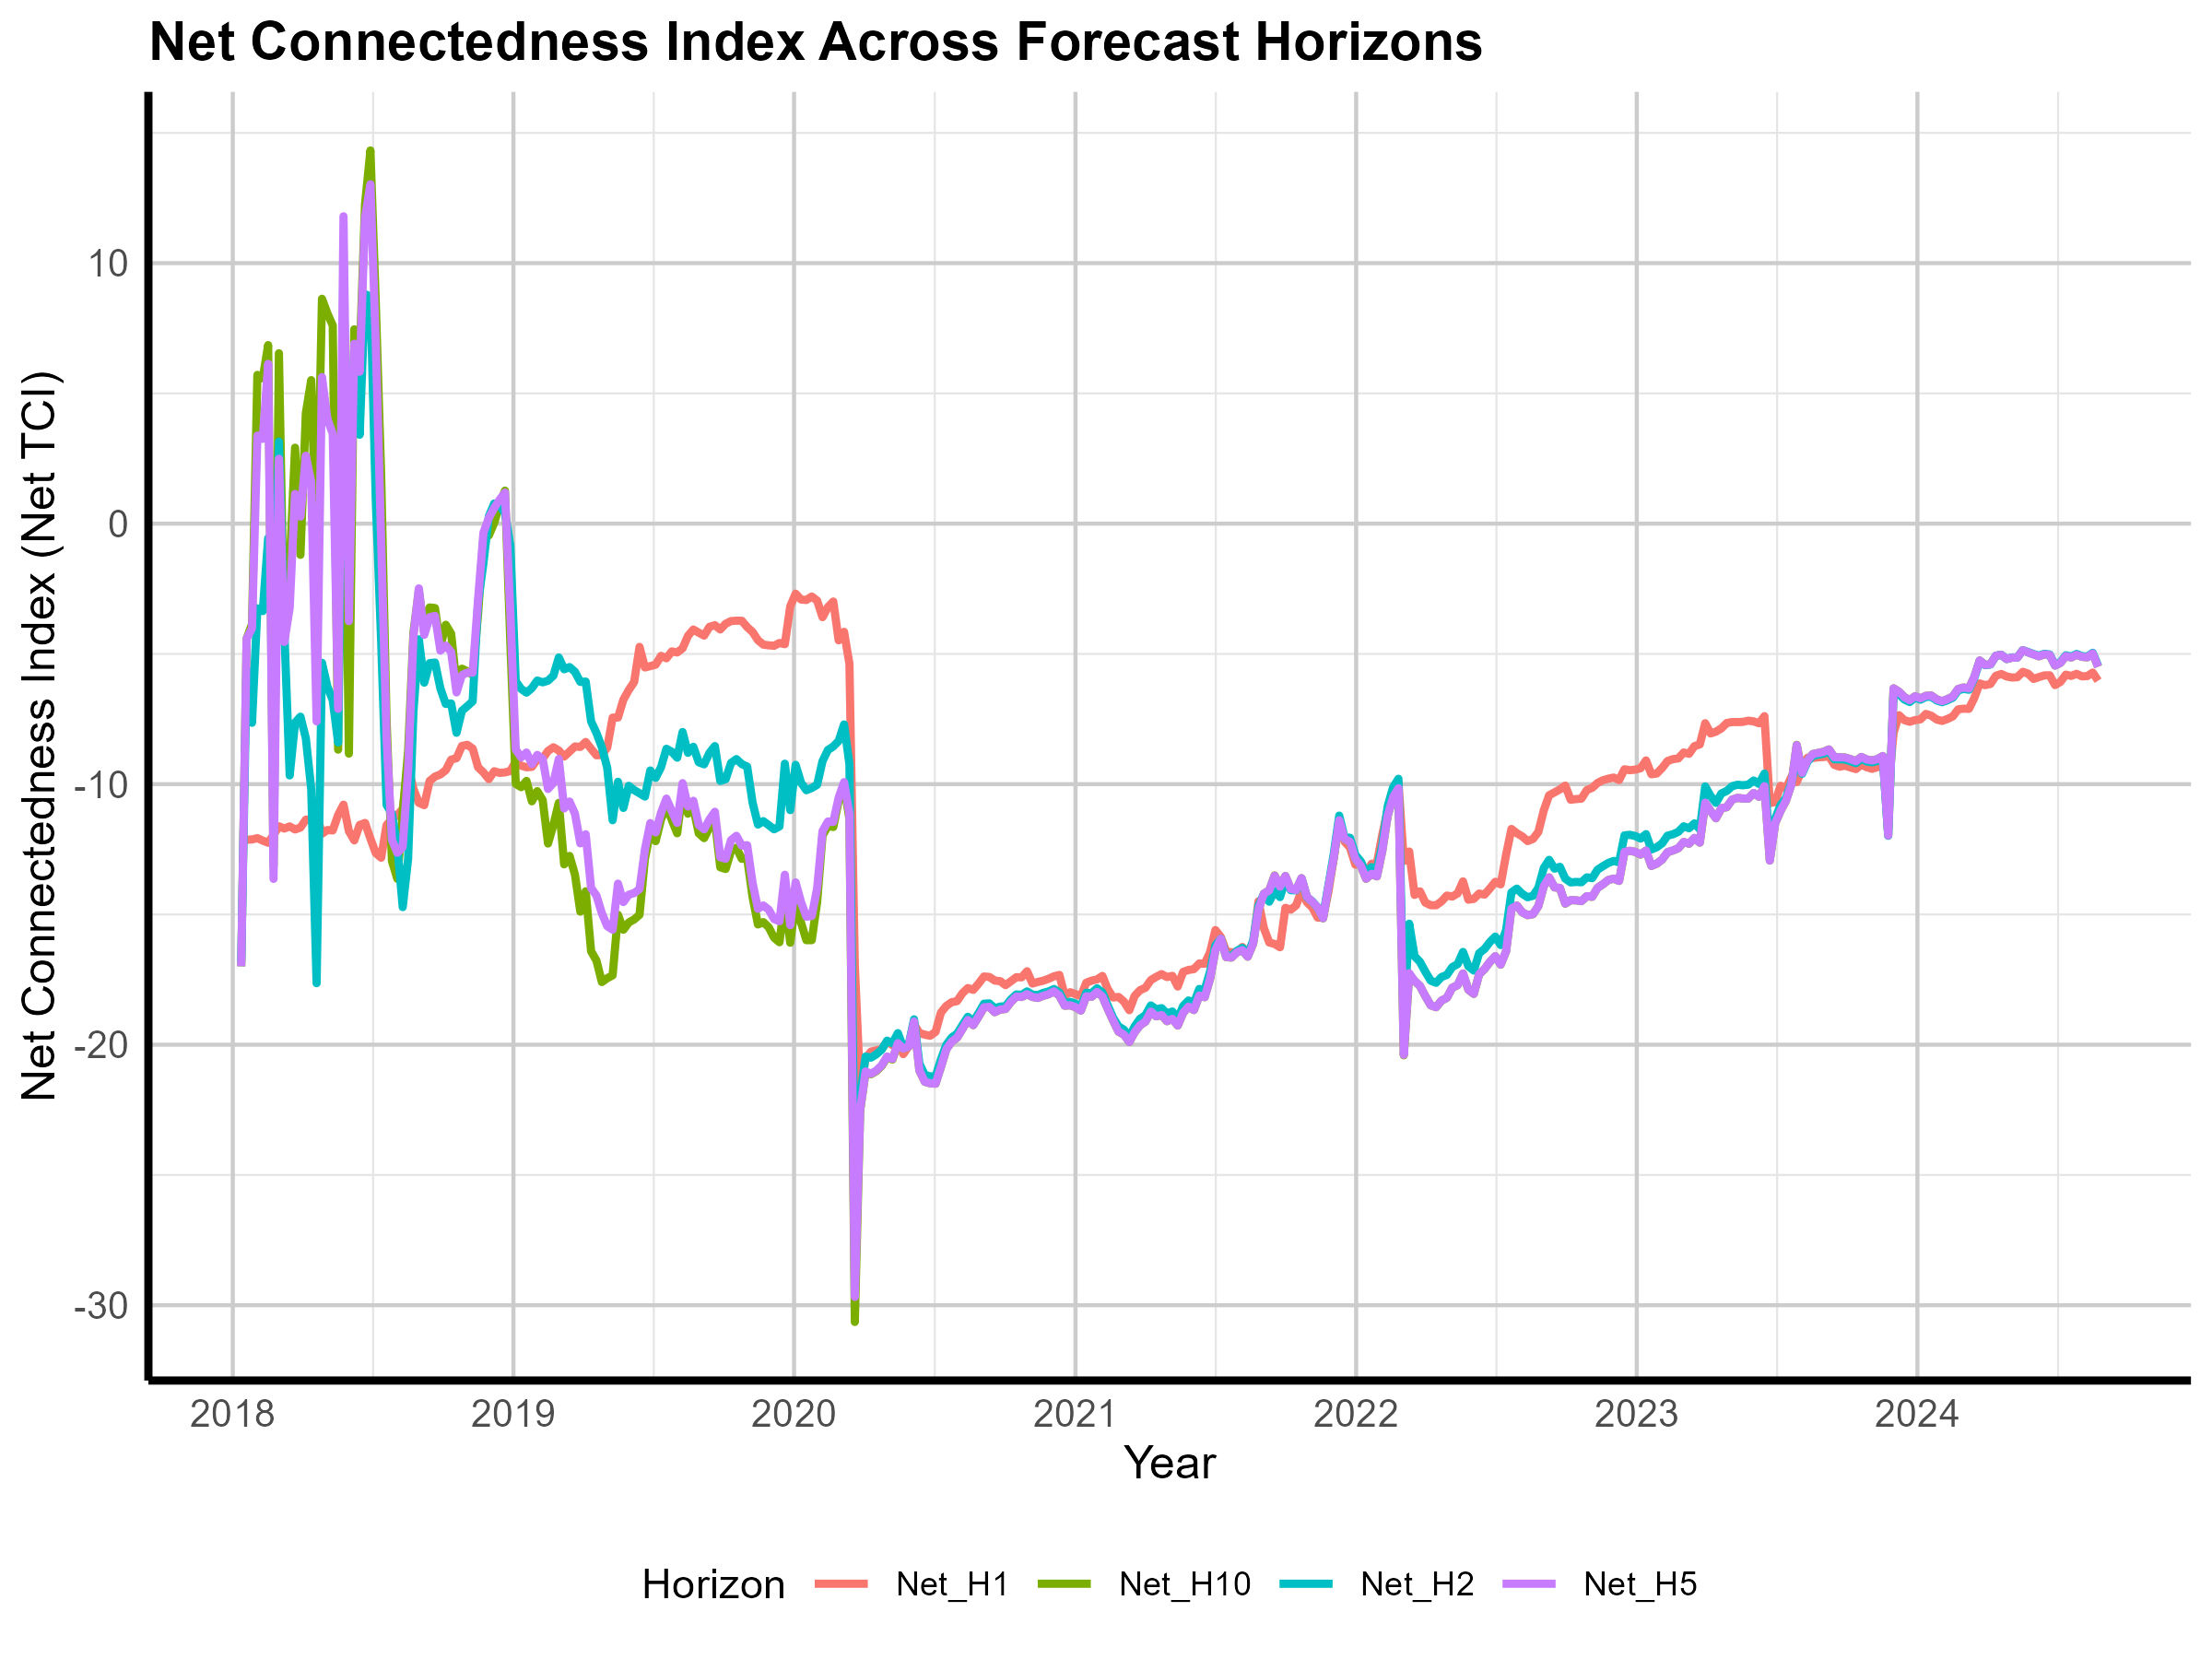 Net Connectedness Index Across Forecast Horizons
Net Connectedness Index (Net TCI)
10
0
-10
-20
-30
2018 2019 2020 2021 2022 2023 2024
Year
Horizon Net_H1 Net_H10 Net_H2 Net_H5